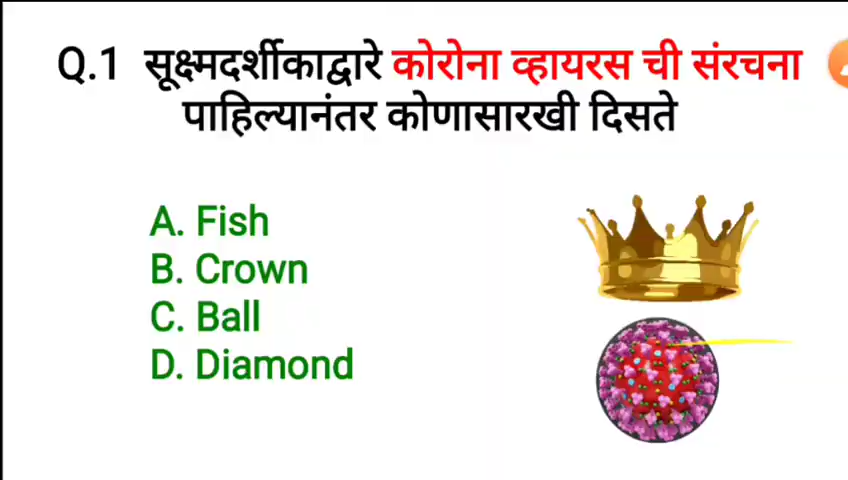 Q.1 सूक्ष्मदर्शीकाद्वारे कोरोना व्हायरस ची संरचना
पाहिल्यानंतर कोणासारखी दिसते
A. Fish
B. Crown
C. Ball
D. Diamond